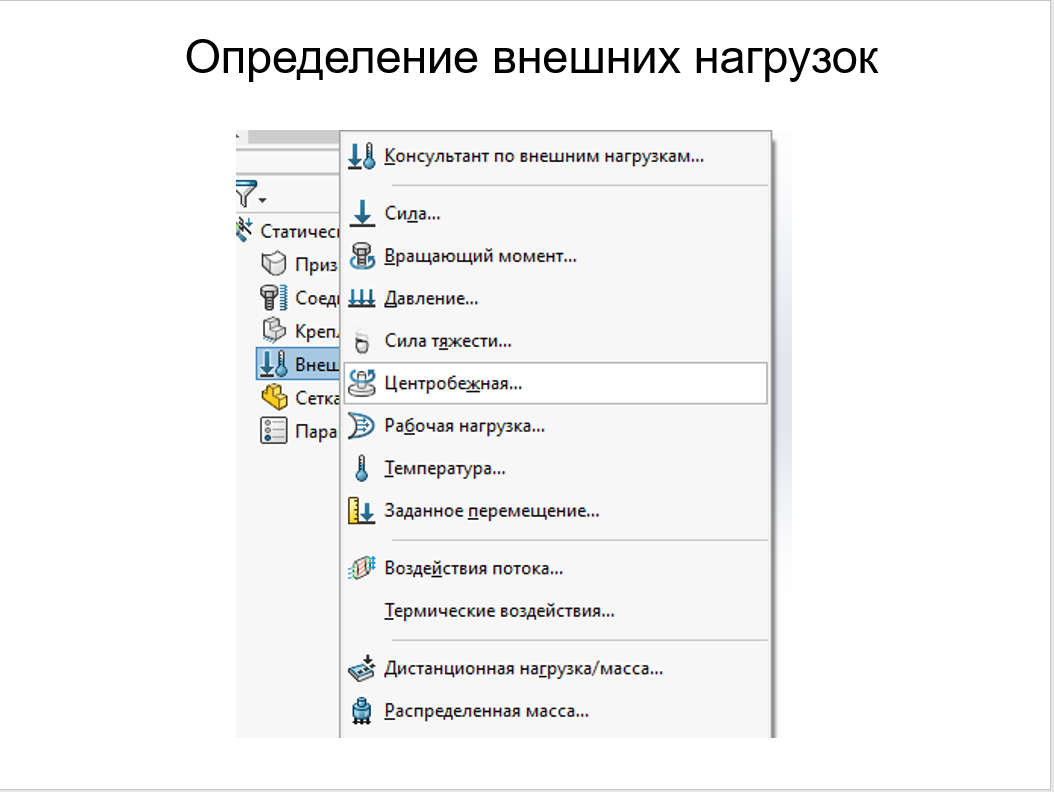 Определение внешних нагрузок
Консультант по внешним нагрузкам...
Сила...
Статичес
Вращающий момент...
Приз
Давление...
Соед
Сила тяжести...
Креп
Внеш
Центробежная...
Сетка
Рабочая нагрузка...
Пара
Температура...
Заданное перемещение...
Воздействия потока...
Термические воздействия...
Дистанционная нагрузка/масса...
Распределенная масса...